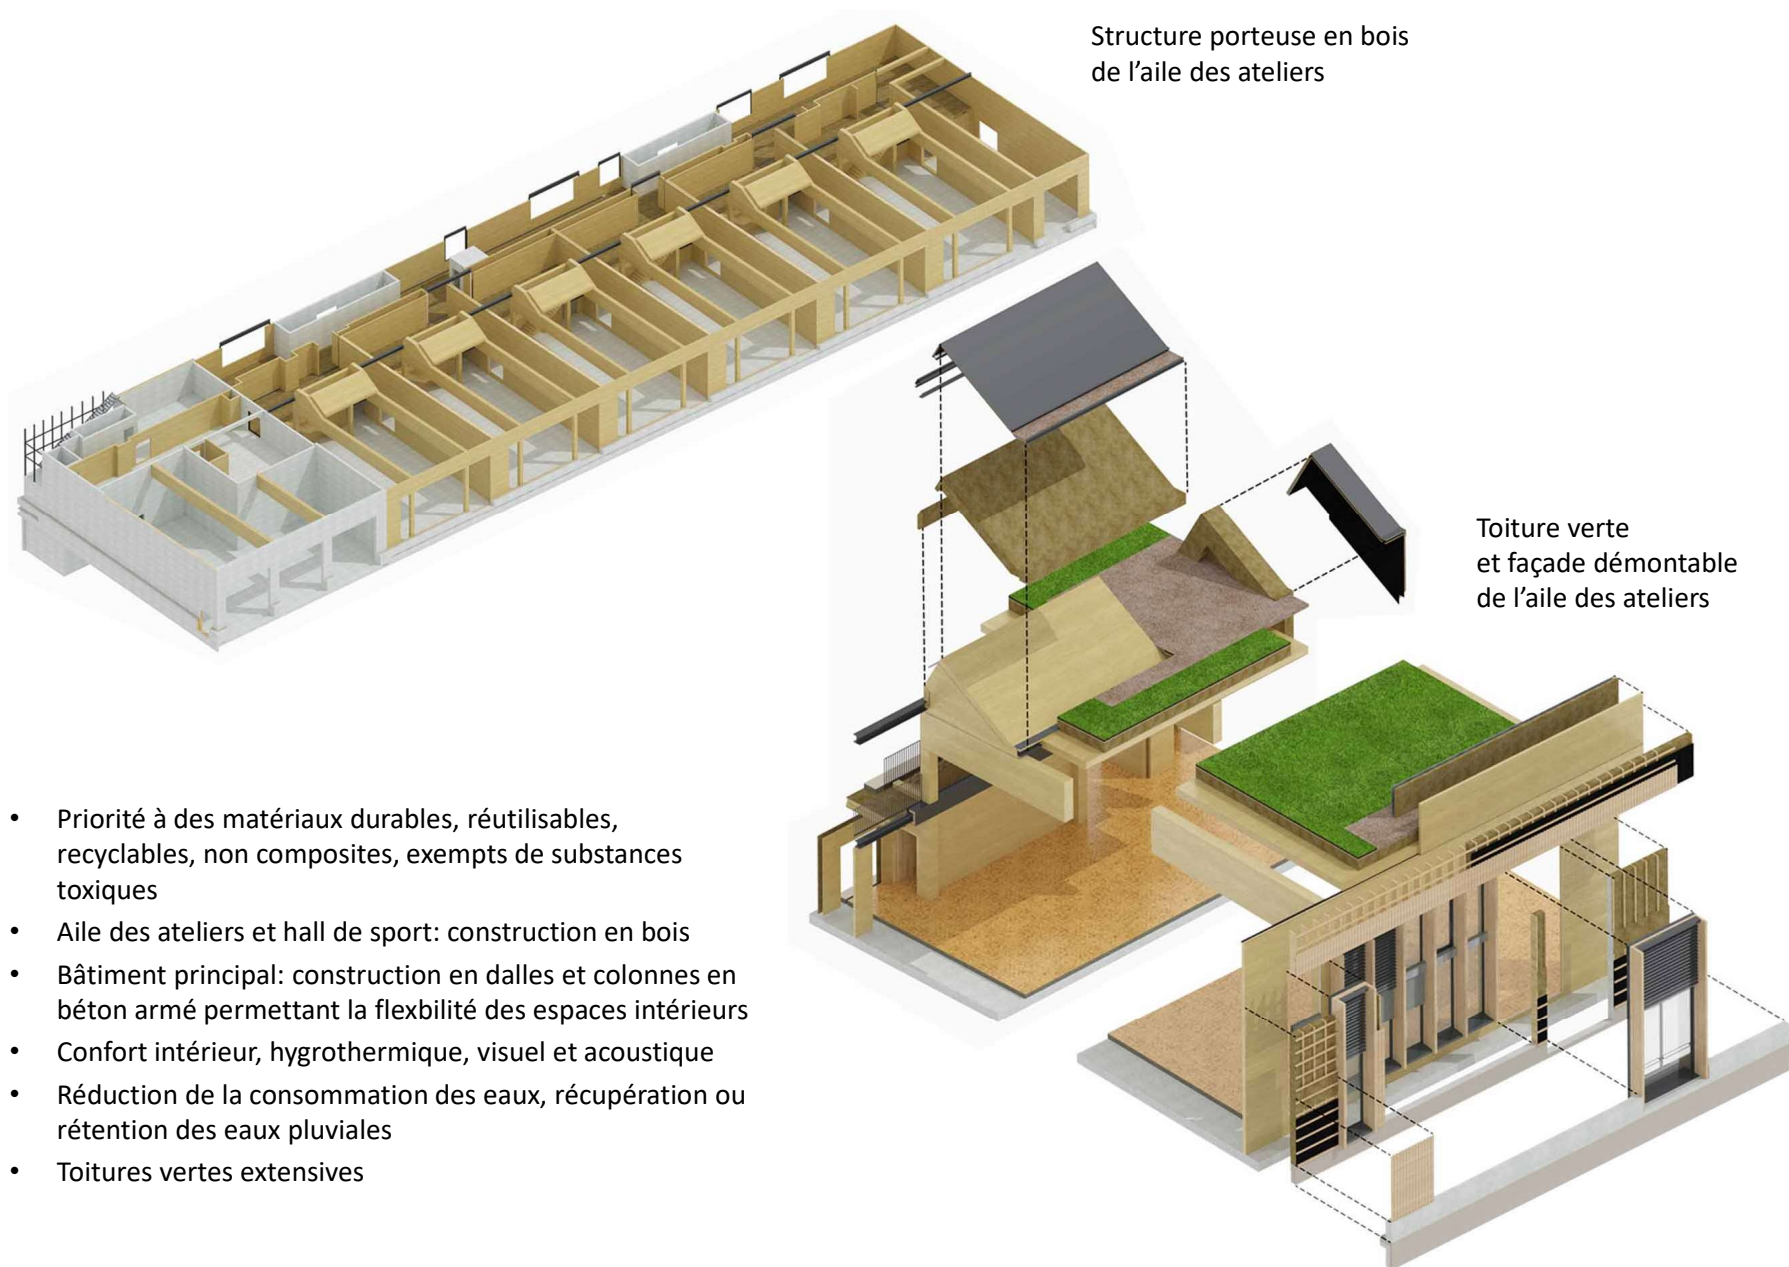 Structure porteuse en bois
de l’aile des ateliers
Toiture verte
et façade démontable
de l’aile des ateliers
• Priorité à des matériaux durables, réutilisables,
recyclables, non composites, exempts de substances
toxiques
• Aile des ateliers et hall de sport: construction en bois
• Bâtiment principal: construction en dalles et colonnes en
béton armé permettant la flexbilité des espaces intérieurs
• Confort intérieur, hygrothermique, visuel et acoustique
• Réduction de la consommation des eaux, récupération ou
rétention des eaux pluviales
• Toitures vertes extensives